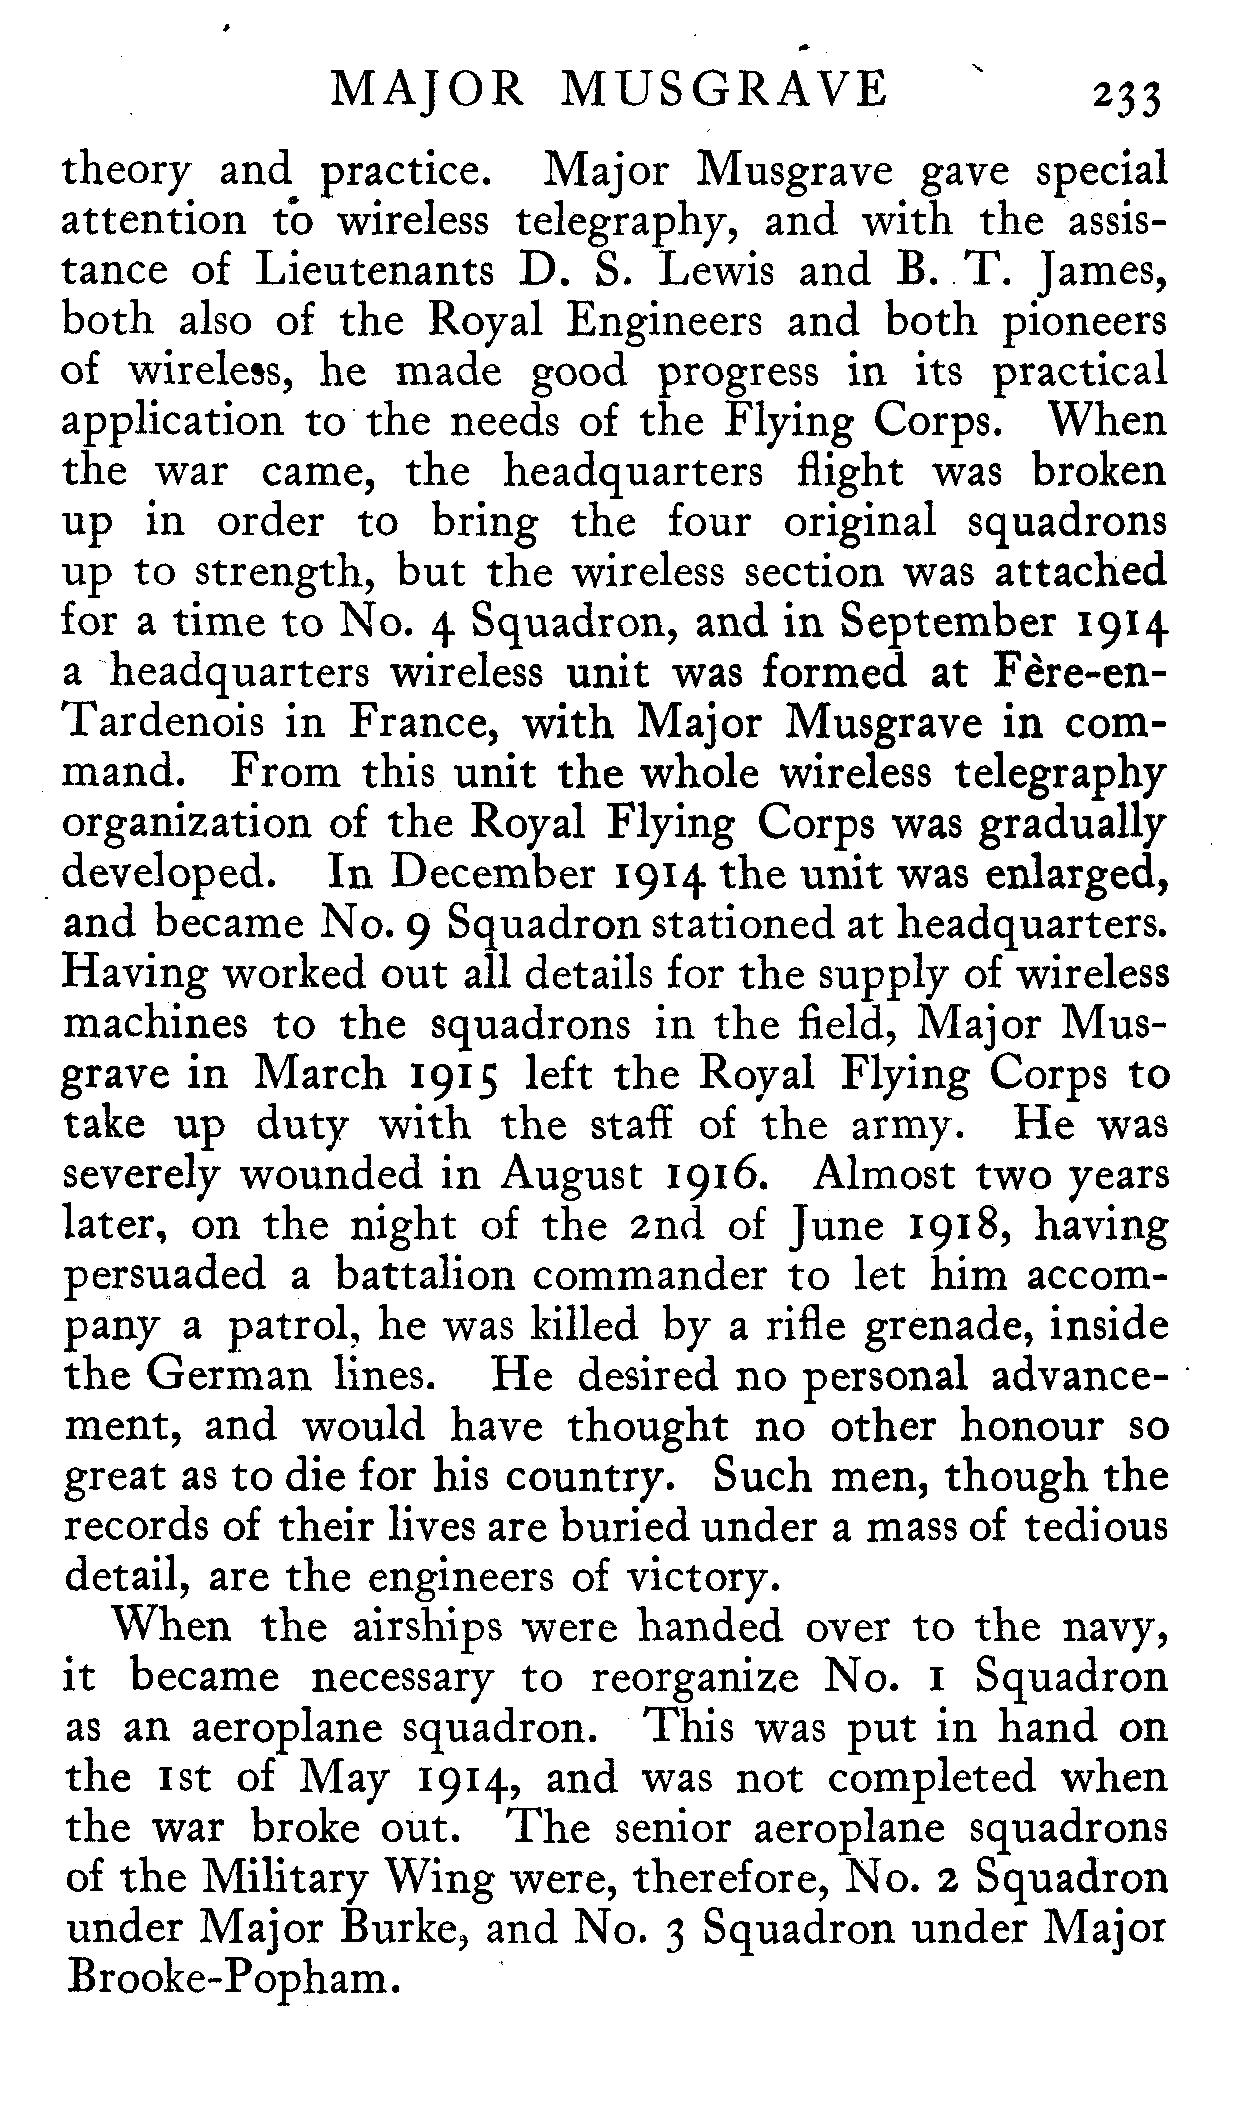 MAJOR MUSGRAVE 233
theory and practice. Major Musgrave gave special
attention to wireless telegraphy, and with the assis-
tance of Lieutenants D. S. Lewis and B. T. James,
both also of the Royal Engineers and both pioneers
of wireless, he made good progress in its practical
application to the needs of the Flying Corps. When
the war came, the headquarters flight was broken
up in order to bring the four original squadrons
up to strength, but the wireless section was attached
for a time to No. 4 Squadron, and in September 1914
a headquarters wireless unit was formed at Fère-en-
Tardenois in France, with Major Musgrave in com-
mand. From this unit the whole wireless telegraphy
organization of the Royal Flying Corps was gradually
developed. In December 1914 the unit was enlarged,
and became No. 9 Squadron stationed at headquarters.
Having worked out all details for the supply of wireless
machines to the squadrons in the field, Major Mus-
grave in March 1915 left the Royal Flying Corps to
take up duty with the staff of the army. He was
severely wounded in August 1916. Almost two years
later, on the night of the 2nd of June 1918, having
persuaded a battalion commander to let him accom-
pany a patrol, he was killed by a rifle grenade, inside
the German lines. He desired no personal advance-
ment, and would have thought no other honour so
great as to die for his country. Such men, though the
records of their lives are buried under a mass of tedious
detail, are the engineers of victory.
When the airships were handed over to the navy,
it became necessary to reorganize No. 1 Squadron
as an aeroplane squadron. This was put in hand on
the 1st of May 1914, and was not completed when
the war broke out. The senior aeroplane squadrons
of the Military Wing were, therefore, No. 2 Squadron
under Major Burke, and No. 3 Squadron under Major
Brooke-Popham.